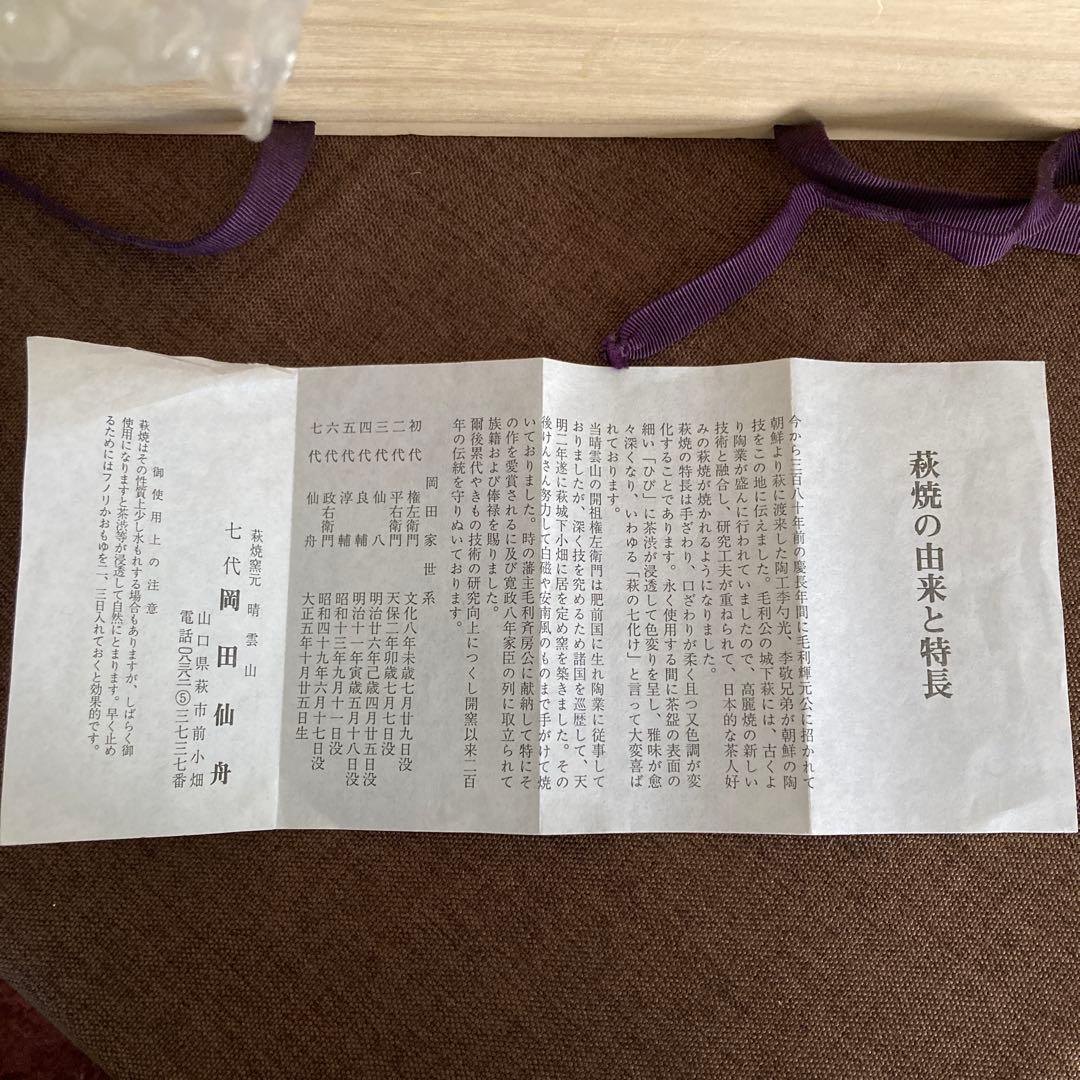 萩焼の由来と特長
今から三百八十年前の慶長年間に毛利輝元公に招かれて
朝鮮より萩に渡来した陶工李勺光、李敬兄弟が朝鮮の陶
技をこの地に伝えました。毛利公の城下萩には、古くよ
り陶業が盛んに行われていましたので、高麗焼の新しい
技術と融合し、研究工夫が重ねられて、日本的な茶人好
みの萩焼が焼かれるようになりました。
萩焼の特長は手ざわり、口ざわりが柔く且つ又色調が変
化することであります。永く使用する間に茶盌の表面の
細い「ひび」に茶渋が浸透して色変りを呈し、雅味が愈
々深くなり、いわゆる「萩の七化け」と言って大変喜ば
れております。
当晴雲山の開祖権左衛門は肥前国に生れ陶業に従事して
おりましたが、深く技を究めるため諸国を巡歴して、天
明二年遂に萩城下小畑に居を定め窯を築きました。その
後けんさん努力して白磁や安南風のものまで手がけて焼
いておりました。時の藩主毛利斉房公に献納して特にそ
の作を愛賞されるに及び寛政八年家臣の列に取立られて
族籍および俸禄を賜りました。
爾後累代やきもの技術の研究向上につくし開窯以来二百
年の伝統を守りぬいております。
岡田家世系
初代 権左衛門 文化八年未歳七月廿九日没
二代 平右衛門 天保二年卯歳七月七日没
三代 仙八 明治廿六年己歳四月廿五日没
四代 良輔 明治十一年寅歳五月十八日没
五代 淳輔 昭和十三年九月十一日没
六代 政右衛門 昭和四十九年六月十七日没
七代 仙舟 大正五年十月廿五日生
萩焼窯元 晴雲山
七代 岡田仙舟
山口県萩市前小畑
電話〇八三八二⑤三七三七番
御使用上の注意
萩焼はその性質上少し水もれする場合もありますが、しばらく御
使用になりますと茶渋等が浸透して自然にとまります。早く止め
るためにはフノリかおもゆを二、三日入れておくと効果的です。